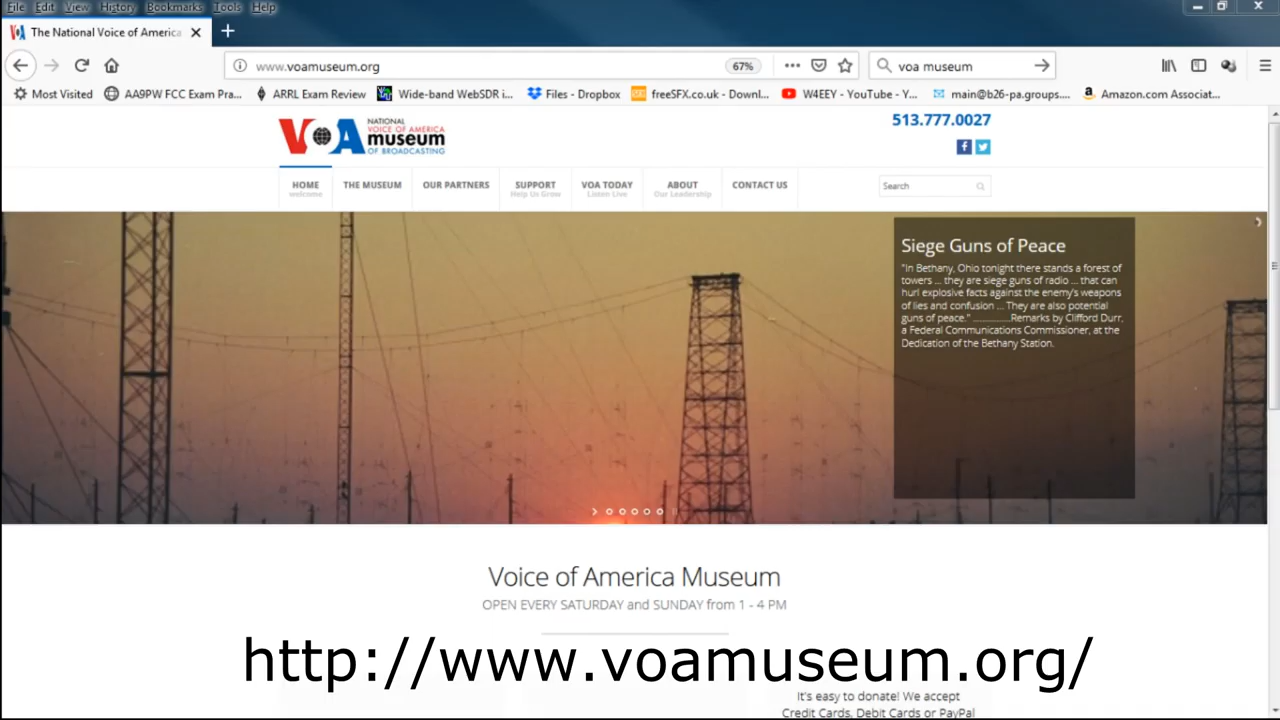 File Edit View History Bookmarks Tools Help
The National Voice of America
www.voamuseum.org 67% voa museum
Most Visited AA9PW FCC Exam Pra... ARRL Exam Review Wide-band WebSDR i... Files - Dropbox freeSFX.co.uk - Downl... W4EEY - YouTube - Y... main@b26-pa.groups.... Amazon.com Associat...
513.777.0027
VOA NATIONAL
VOICE OF AMERICA
museum
OF BROADCASTING
HOME THE MUSEUM OUR PARTNERS SUPPORT VOA TODAY ABOUT CONTACT US Search
welcome Help Us Grow Listen Live Our Leadership
Siege Guns of Peace
"In Bethany, Ohio tonight there stands a forest of
towers ... they are siege guns of radio ... that can
hurl explosive facts against the enemy's weapons
of lies and confusion ... They are also potential
guns of peace." ..............Remarks by Clifford Durr,
a Federal Communications Commissioner, at the
Dedication of the Bethany Station.
Voice of America Museum
OPEN EVERY SATURDAY and SUNDAY from 1 - 4 PM
http://www.voamuseum.org/
It's easy to donate! We accept
Credit Cards, Debit Cards or PayPal